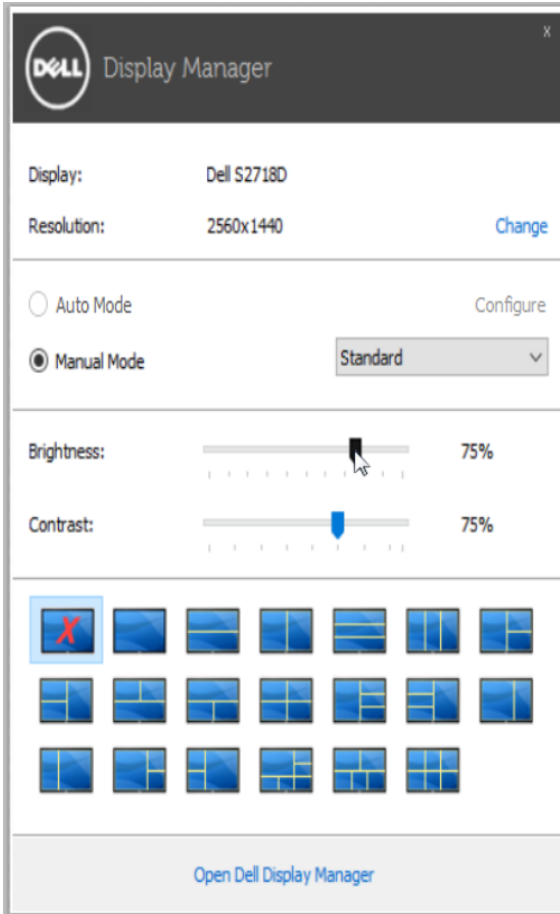 x
DELL Display Manager
Display: Dell S2718D
Resolution: 2560x1440 Change
Auto Mode Configure
Manual Mode Standard
Brightness: 75%
Contrast: 75%
Open Dell Display Manager